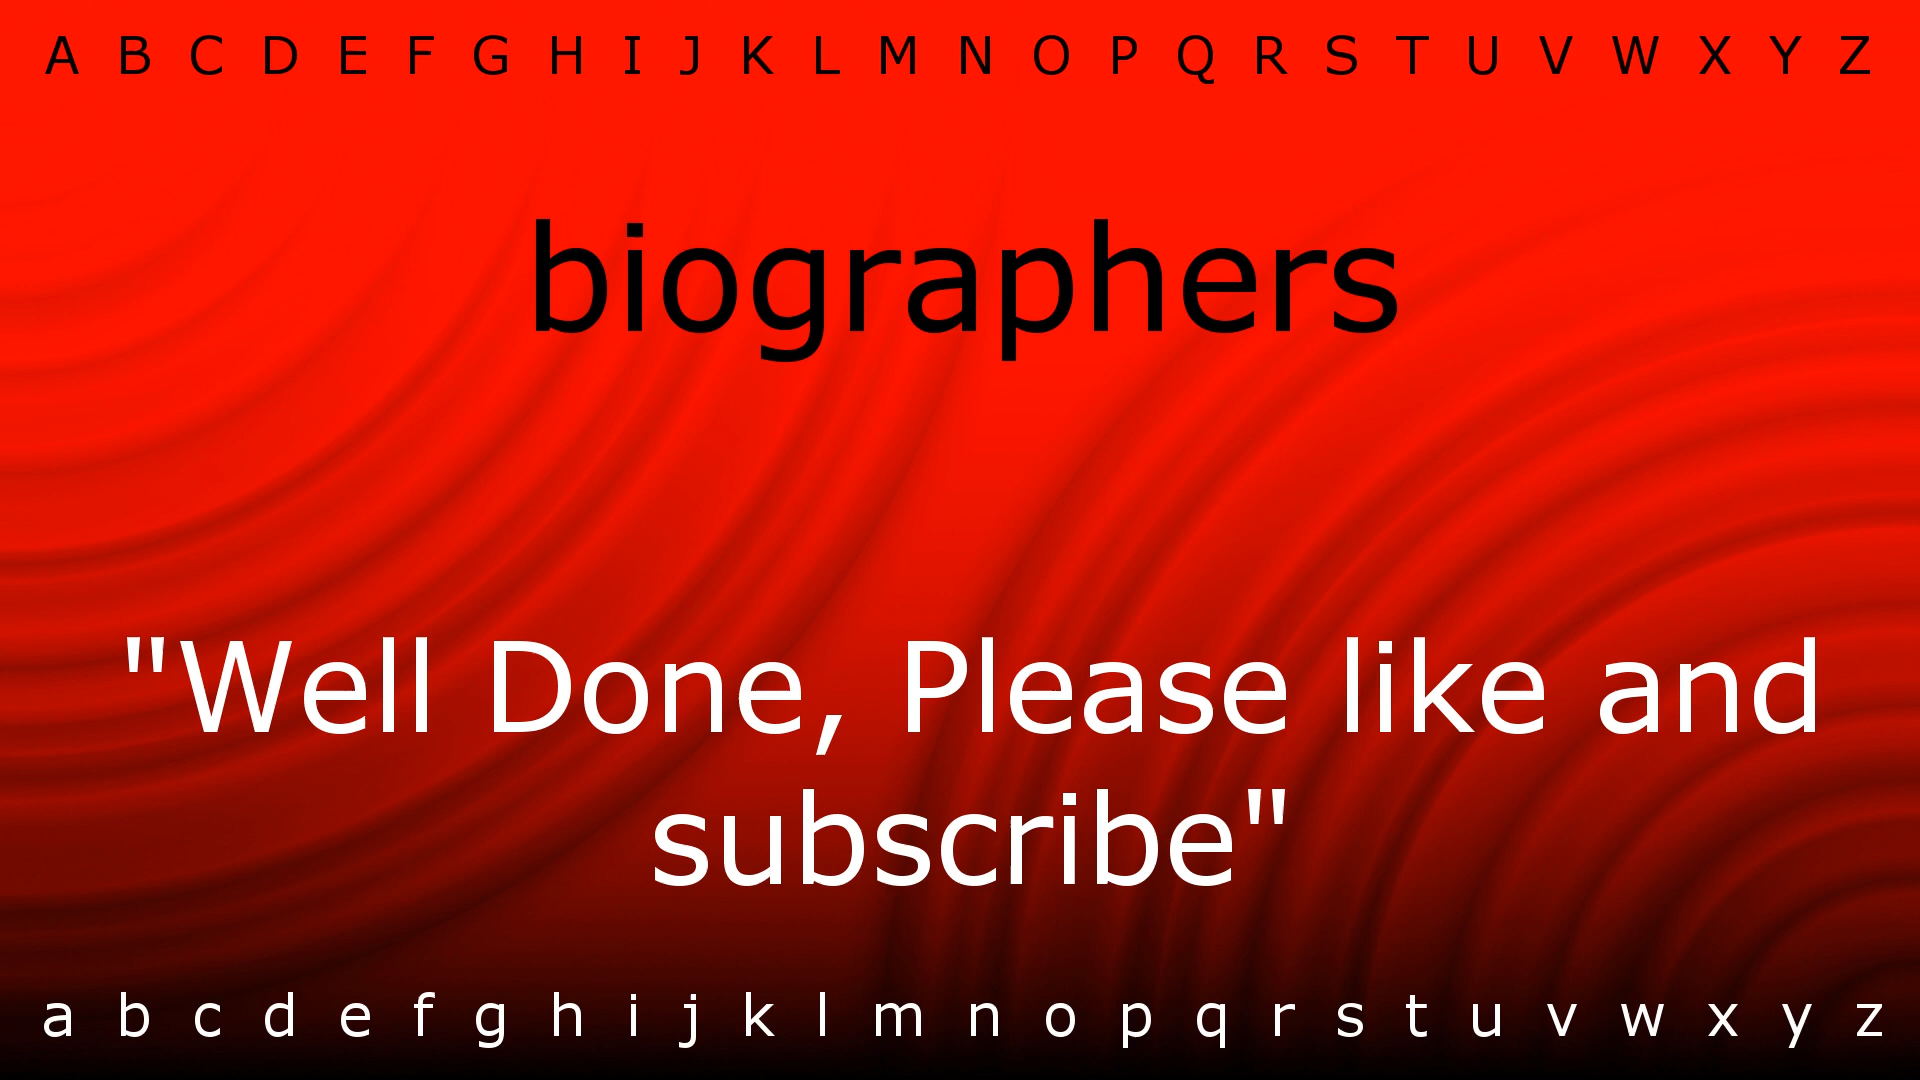 A B C D E F G H I J K L M N O P Q R S T U V W X Y Z
biographers
"Well Done, Please like and
subscribe"
a b c d e f g h i j k l m n o p q r s t u v w x y z